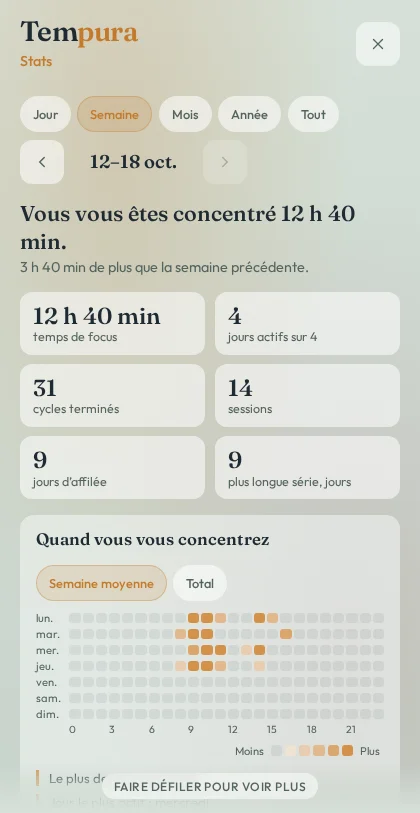 Tempura
Stats
Jour Semaine Mois Année Tout
12–18 oct.
Vous vous êtes concentré 12 h 40
min.
3 h 40 min de plus que la semaine précédente.
12 h 40 min
temps de focus
4
jours actifs sur 4
31
cycles terminés
14
sessions
9
jours d'affilée
9
plus longue série, jours
Quand vous vous concentrez
Semaine moyenne Total
lun.
mar.
mer.
jeu.
ven.
sam.
dim.
0 3 6 9 12 15 18 21
Moins Plus
Le plus
FAIRE DÉFILER POUR VOIR PLUS